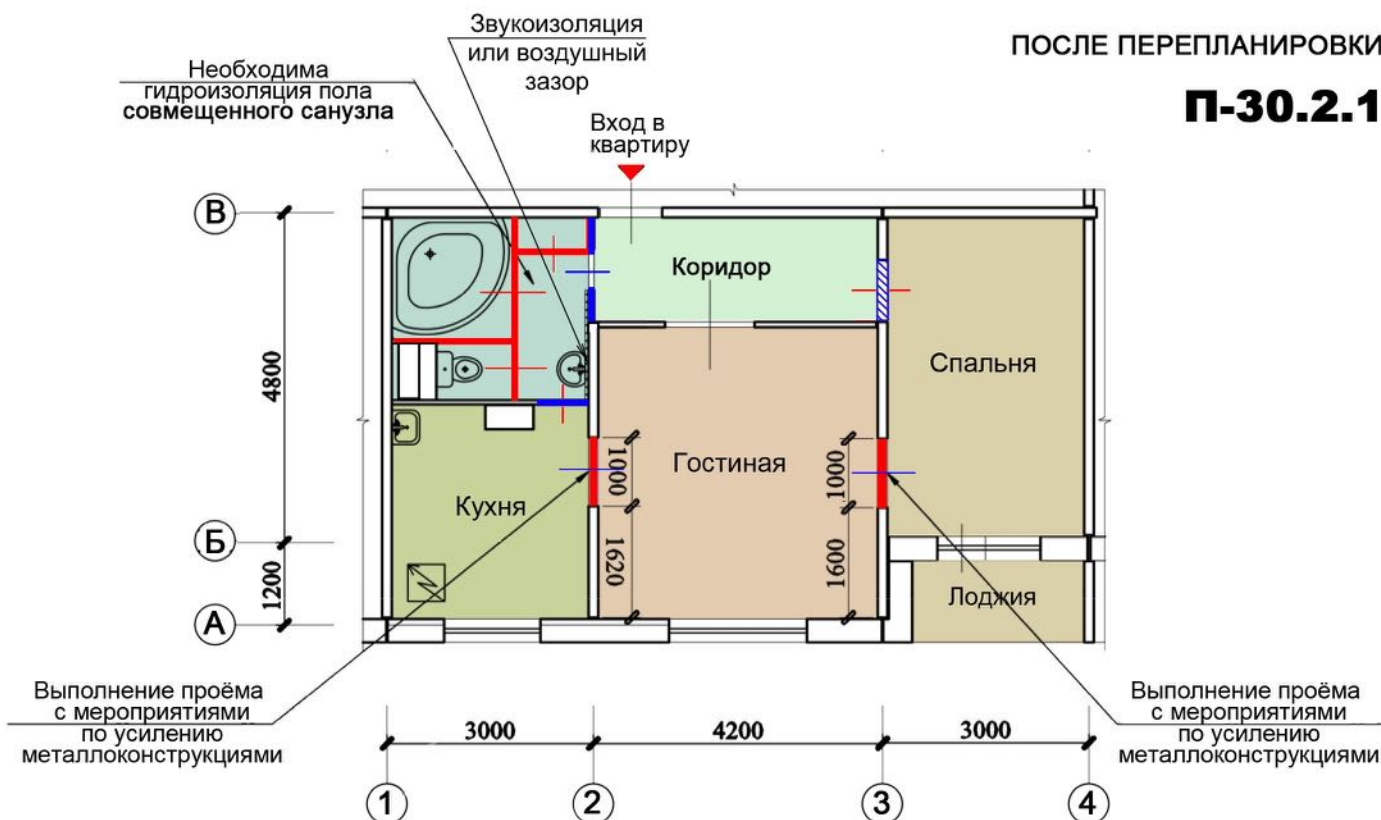 ПОСЛЕ ПЕРЕПЛАНИРОВКИ
П-30.2.1
Звукоизоляция
или воздушный
зазор
Необходима
гидроизоляция пола
совмещенного санузла
Вход в
квартиру
В
Коридор
Спальня
4800
Гостиная
1000
1000
Кухня
Б
1620
1600
1200
Лоджия
А
Выполнение проёма
с мероприятиями
по усилению
металлоконструкциями
Выполнение проёма
с мероприятиями
по усилению
металлоконструкциями
3000
4200
3000
1
2
3
4